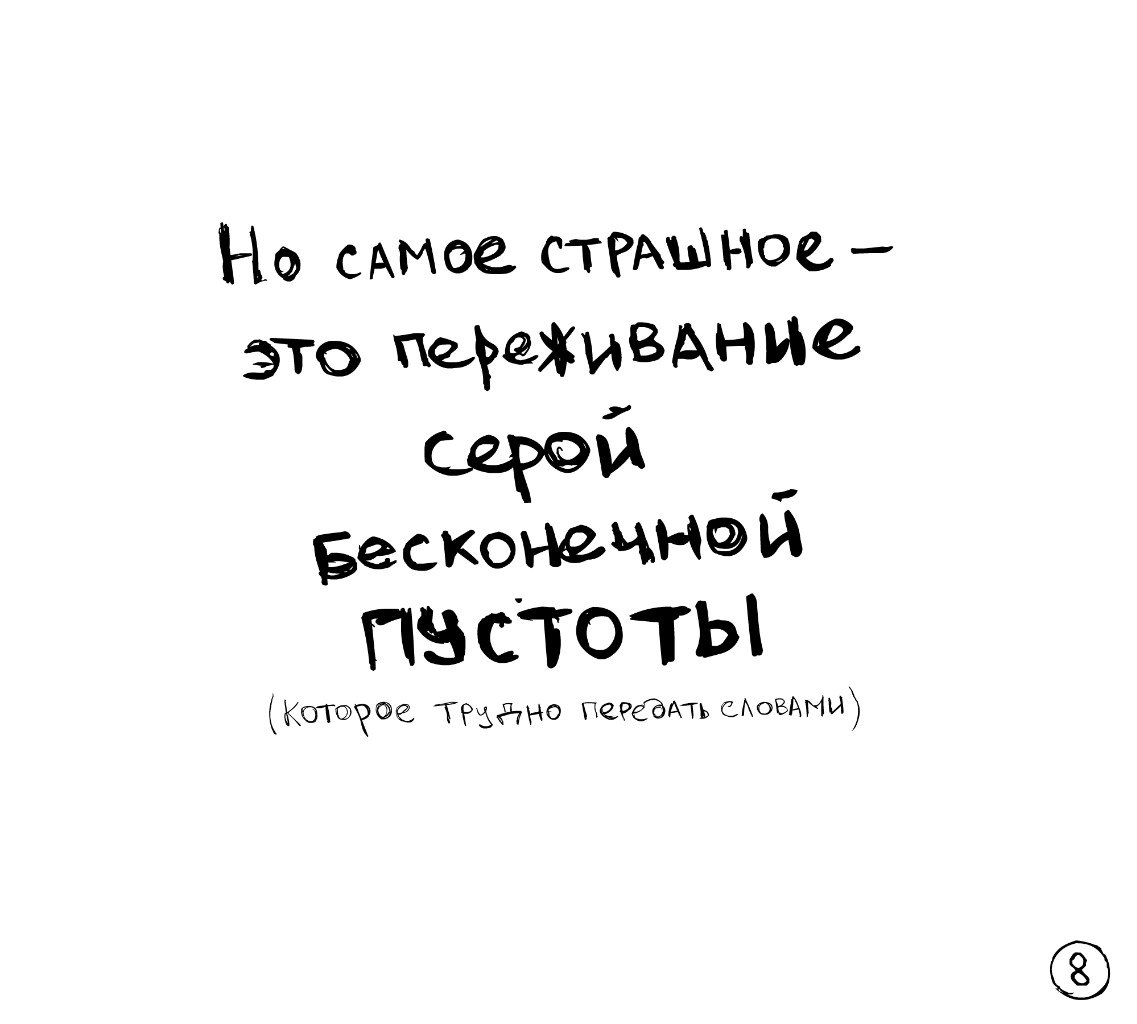 Но самое страшное –
это переживание
серой
бесконечной
пустоты
(которое трудно передать словами)
8